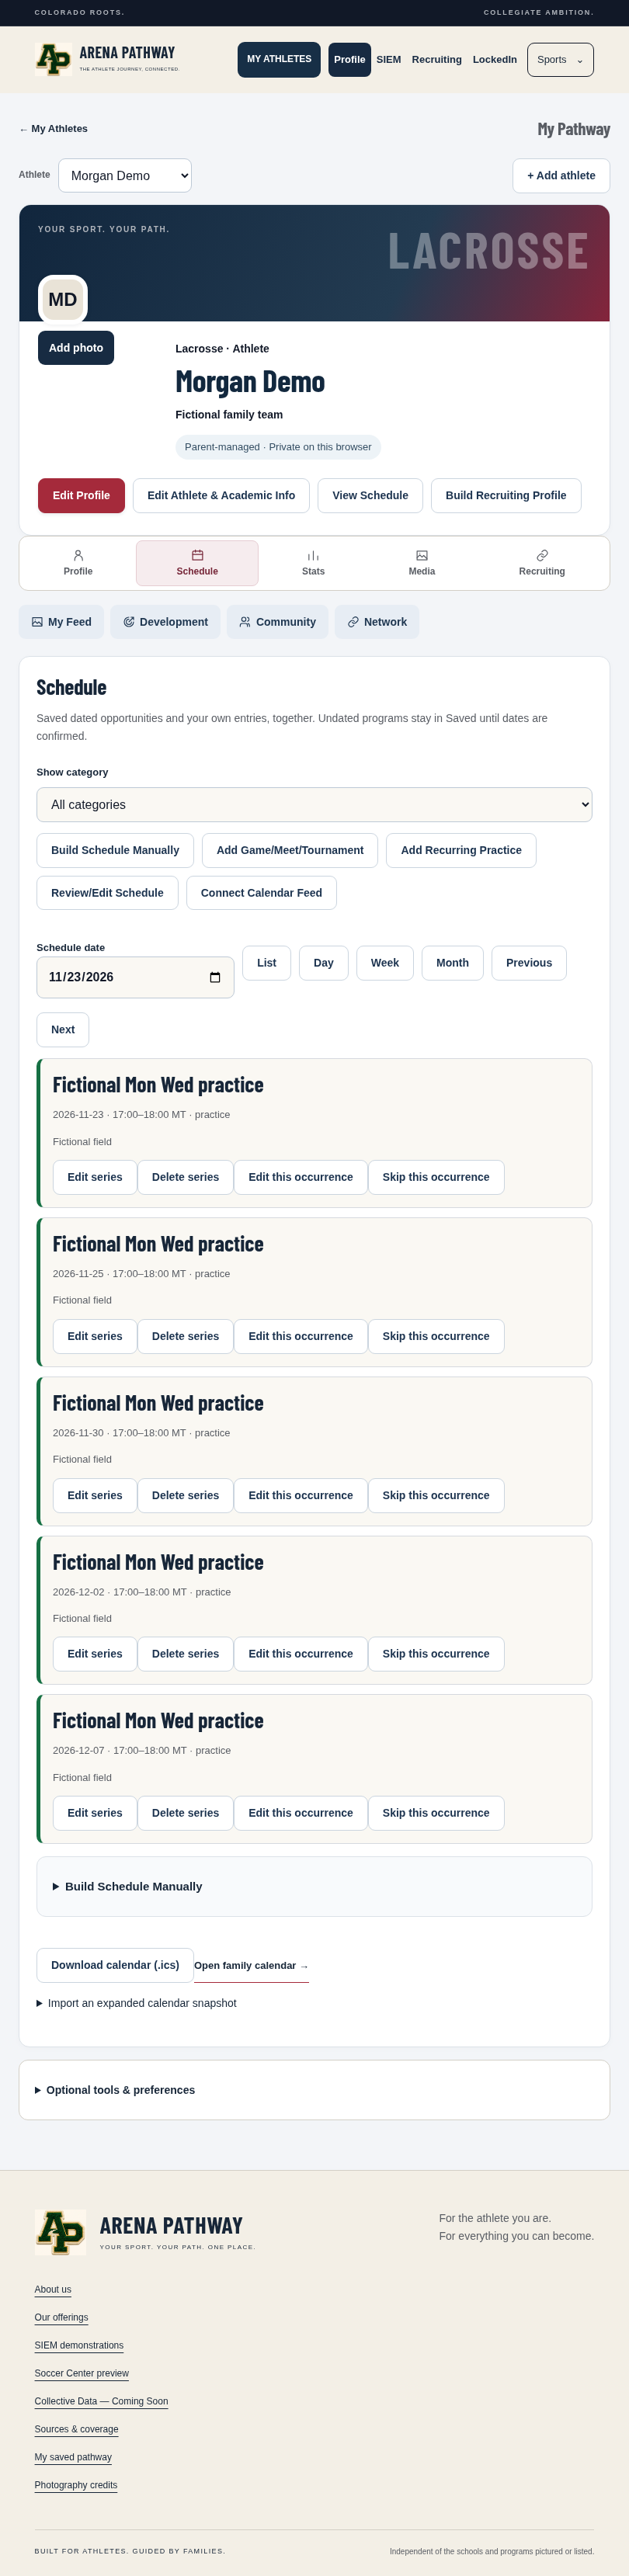 COLORADO ROOTS.
COLLEGIATE AMBITION.
ARENA PATHWAY
THE ATHLETE JOURNEY, CONNECTED.
MY ATHLETES
Profile
SIEM
Recruiting
LockedIn
Sports
← My Athletes
My Pathway
Athlete
Morgan Demo
+ Add athlete
YOUR SPORT. YOUR PATH.
LACROSSE
MD
Add photo
Lacrosse · Athlete
Morgan Demo
Fictional family team
Parent-managed · Private on this browser
Edit Profile
Edit Athlete & Academic Info
View Schedule
Build Recruiting Profile
Profile
Schedule
Stats
Media
Recruiting
My Feed
Development
Community
Network
Schedule
Saved dated opportunities and your own entries, together. Undated programs stay in Saved until dates are
confirmed.
Show category
All categories
Build Schedule Manually
Add Game/Meet/Tournament
Add Recurring Practice
Review/Edit Schedule
Connect Calendar Feed
Schedule date
11/23/2026
List
Day
Week
Month
Previous
Next
Fictional Mon Wed practice
2026-11-23 · 17:00–18:00 MT · practice
Fictional field
Edit series
Delete series
Edit this occurrence
Skip this occurrence
Fictional Mon Wed practice
2026-11-25 · 17:00–18:00 MT · practice
Fictional field
Edit series
Delete series
Edit this occurrence
Skip this occurrence
Fictional Mon Wed practice
2026-11-30 · 17:00–18:00 MT · practice
Fictional field
Edit series
Delete series
Edit this occurrence
Skip this occurrence
Fictional Mon Wed practice
2026-12-02 · 17:00–18:00 MT · practice
Fictional field
Edit series
Delete series
Edit this occurrence
Skip this occurrence
Fictional Mon Wed practice
2026-12-07 · 17:00–18:00 MT · practice
Fictional field
Edit series
Delete series
Edit this occurrence
Skip this occurrence
Build Schedule Manually
Download calendar (.ics)
Open family calendar →
Import an expanded calendar snapshot
Optional tools & preferences
AP
ARENA PATHWAY
YOUR SPORT. YOUR PATH. ONE PLACE.
For the athlete you are.
For everything you can become.
About us
Our offerings
SIEM demonstrations
Soccer Center preview
Collective Data — Coming Soon
Sources & coverage
My saved pathway
Photography credits
BUILT FOR ATHLETES. GUIDED BY FAMILIES.
Independent of the schools and programs pictured or listed.